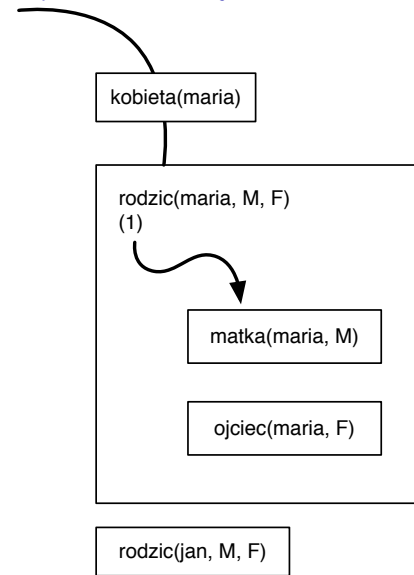 kobieta(maria)
rodzic(maria, M, F)
(1)
matka(maria, M)
ojciec(maria, F)
rodzic(jan, M, F)